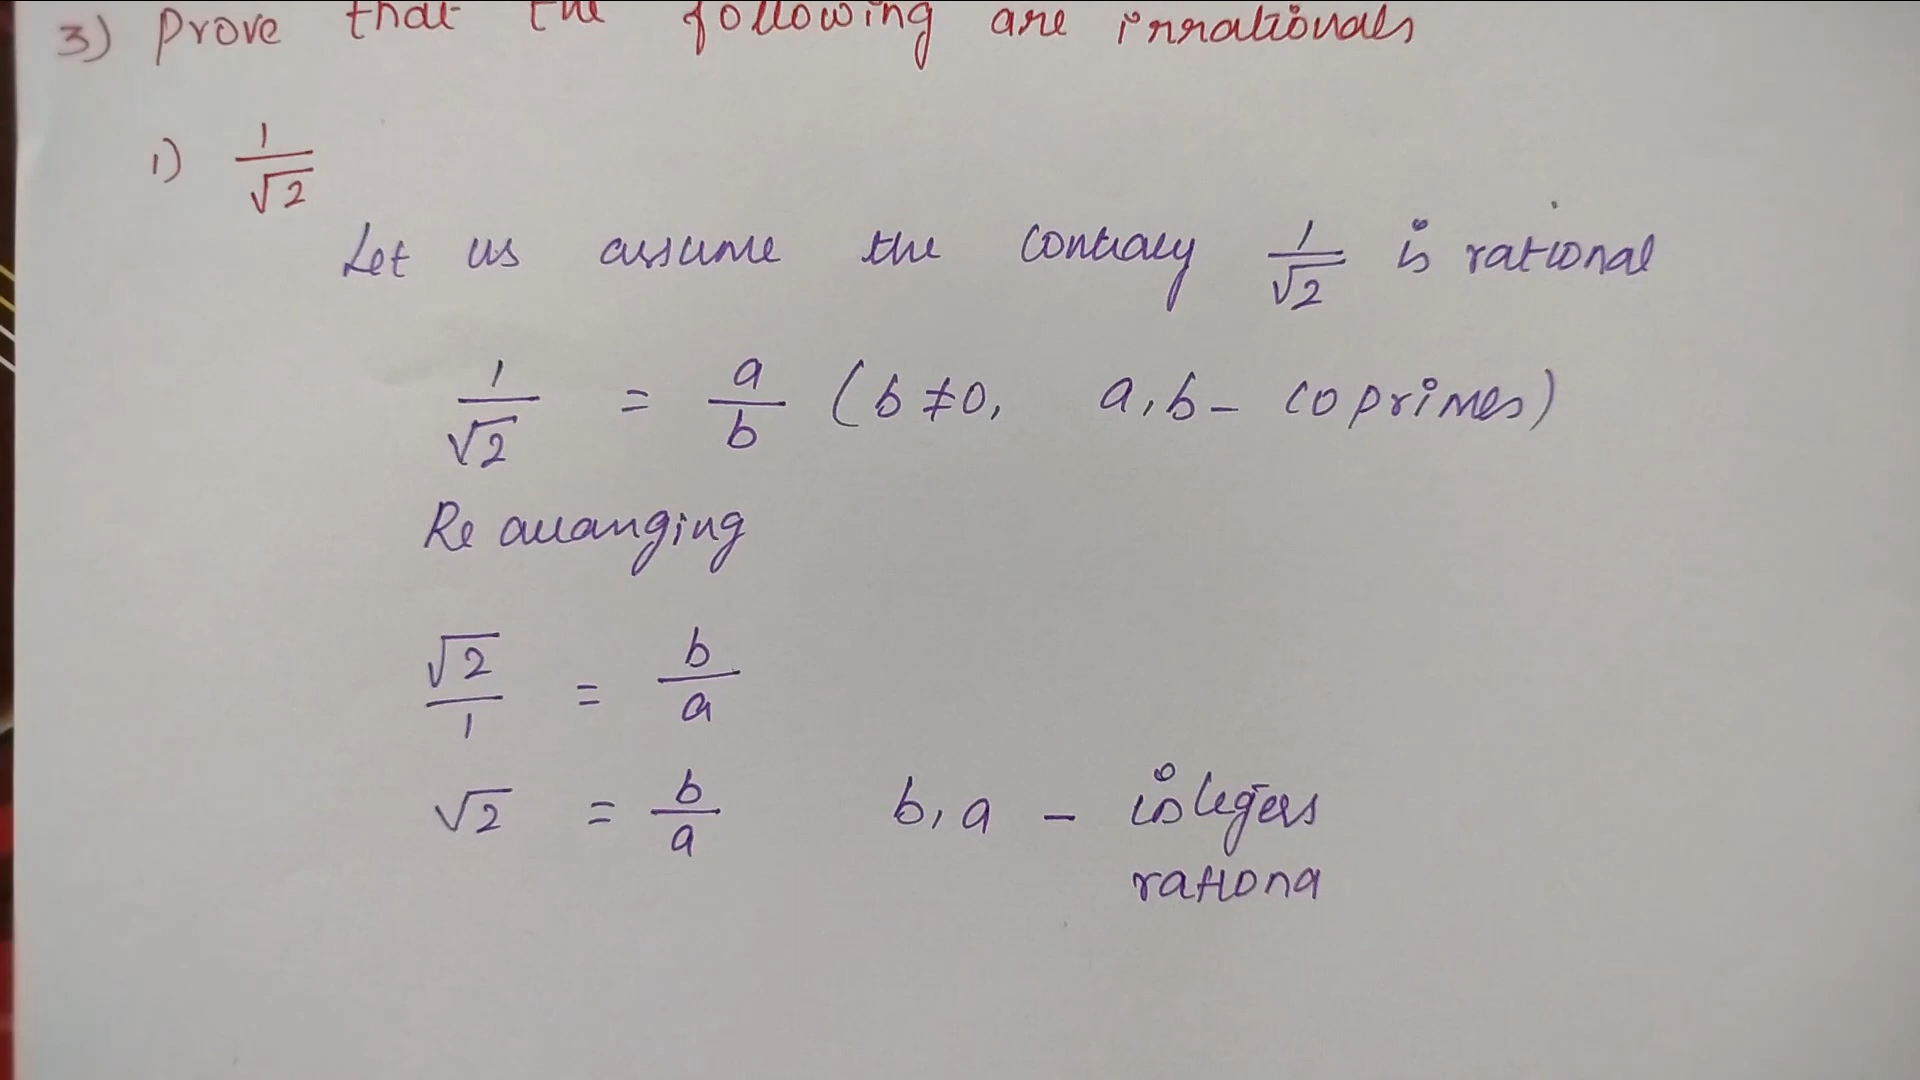 3) Prove that the following are irrationals
i) 1/√2
Let us assume the contrary 1/√2 is rational
1/√2 = a/b (b≠0, a,b - coprimes)
Re arranging
√2/1 = b/a
√2 = b/a b,a - integers
rationa